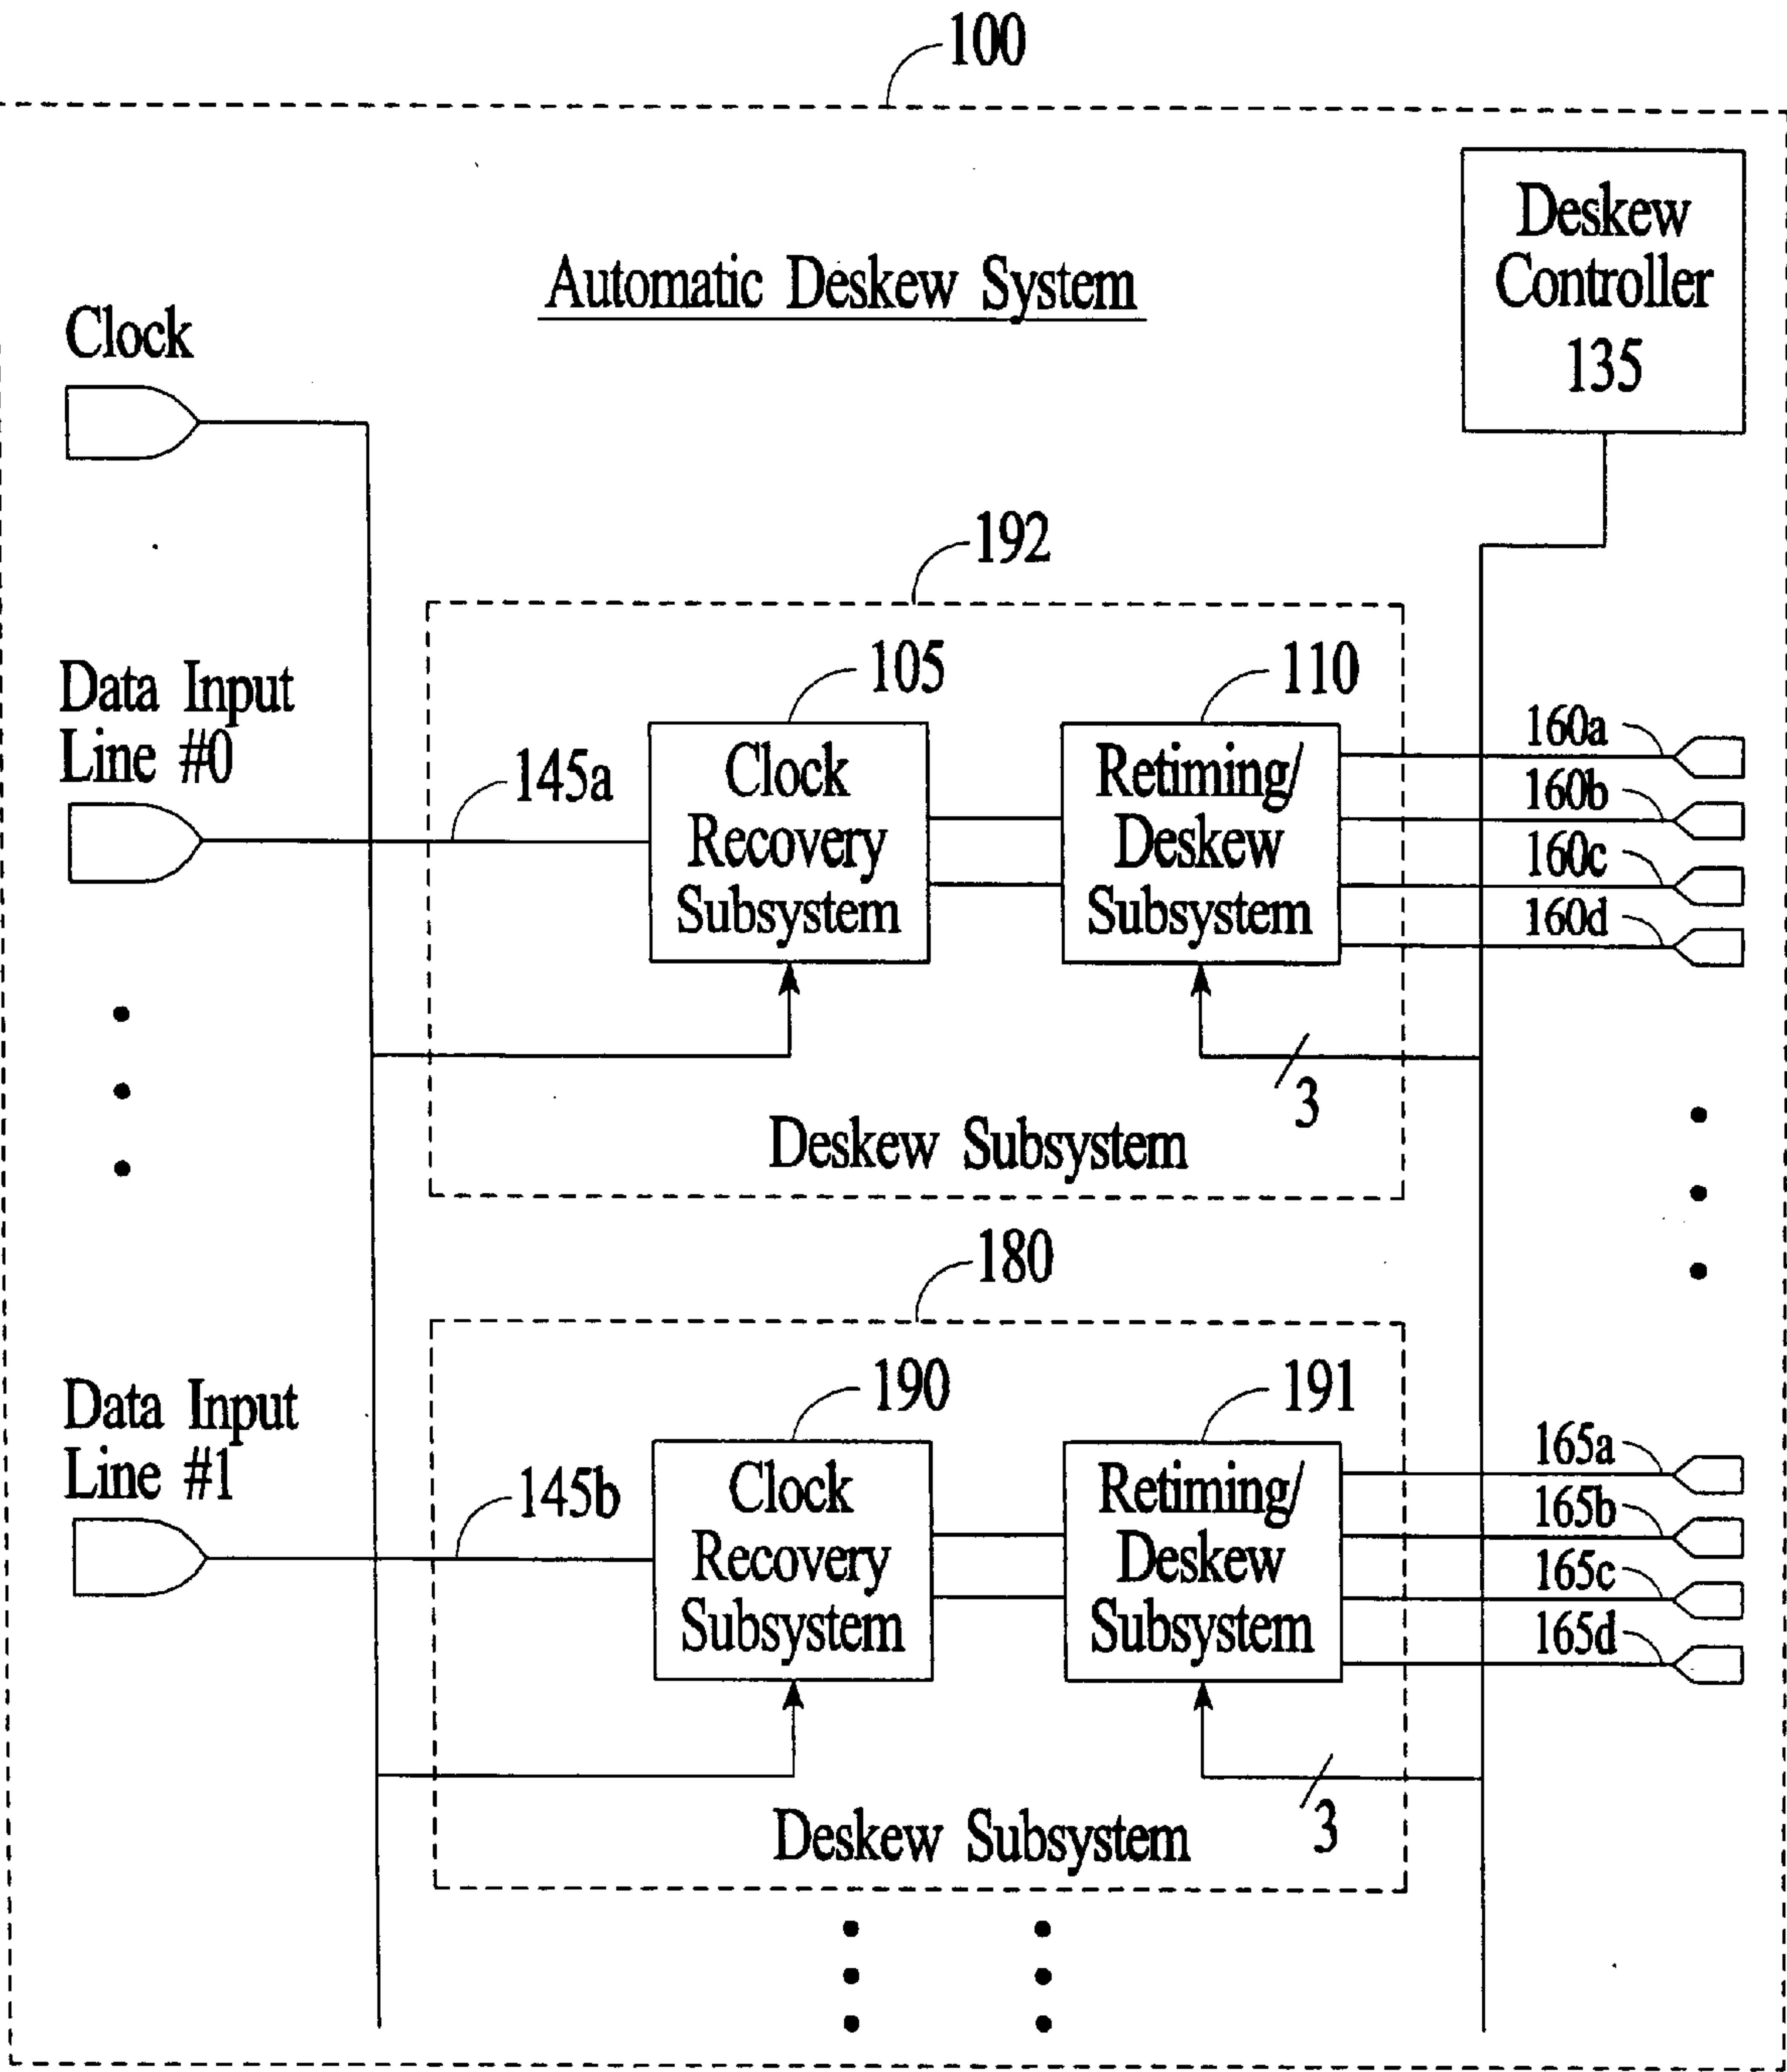 100
Deskew
Controller
135
Automatic Deskew System
Clock
192
Data Input
Line #0
145a
105
110
Clock
Recovery
Subsystem
Retiming/
Deskew
Subsystem
160a
160b
160c
160d
3
Deskew Subsystem
180
Data Input
Line #1
145b
190
191
Clock
Recovery
Subsystem
Retiming/
Deskew
Subsystem
165a
165b
165c
165d
3
Deskew Subsystem